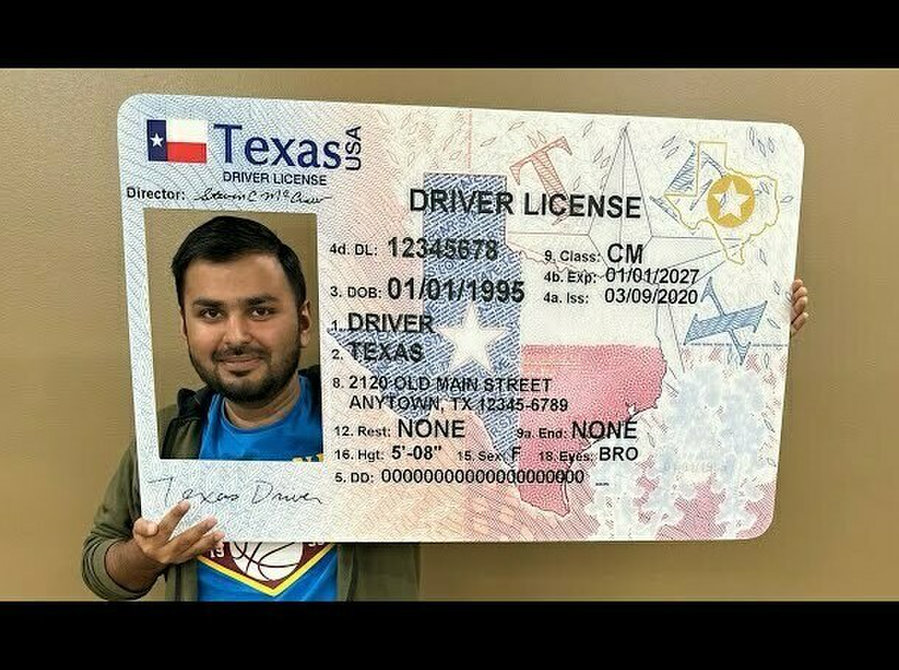 Texas USA
DRIVER LICENSE
Director:
DRIVER LICENSE
4d. DL: 12345678
9. Class: CM
4b. Exp: 01/01/2027
3. DOB: 01/01/1995
4a. Iss: 03/09/2020
1. DRIVER
2. TEXAS
8. 2120 OLD MAIN STREET
ANYTOWN, TX 12345-6789
12. Rest: NONE
9a. End: NONE
16. Hgt: 5'-08" 15. Sex: F 18. Eyes: BRO
5. DD: 00000000000000000000
Texas Driver